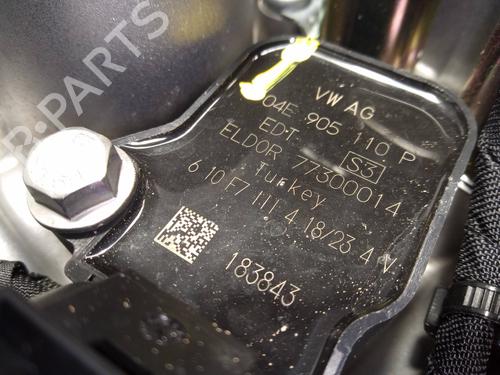 VW AG
04E 905 110 P
EDT S3
ELDOR 77300014
Turkey
6 10 F7 III 4 18/23 4 N
183843
R-PARTS